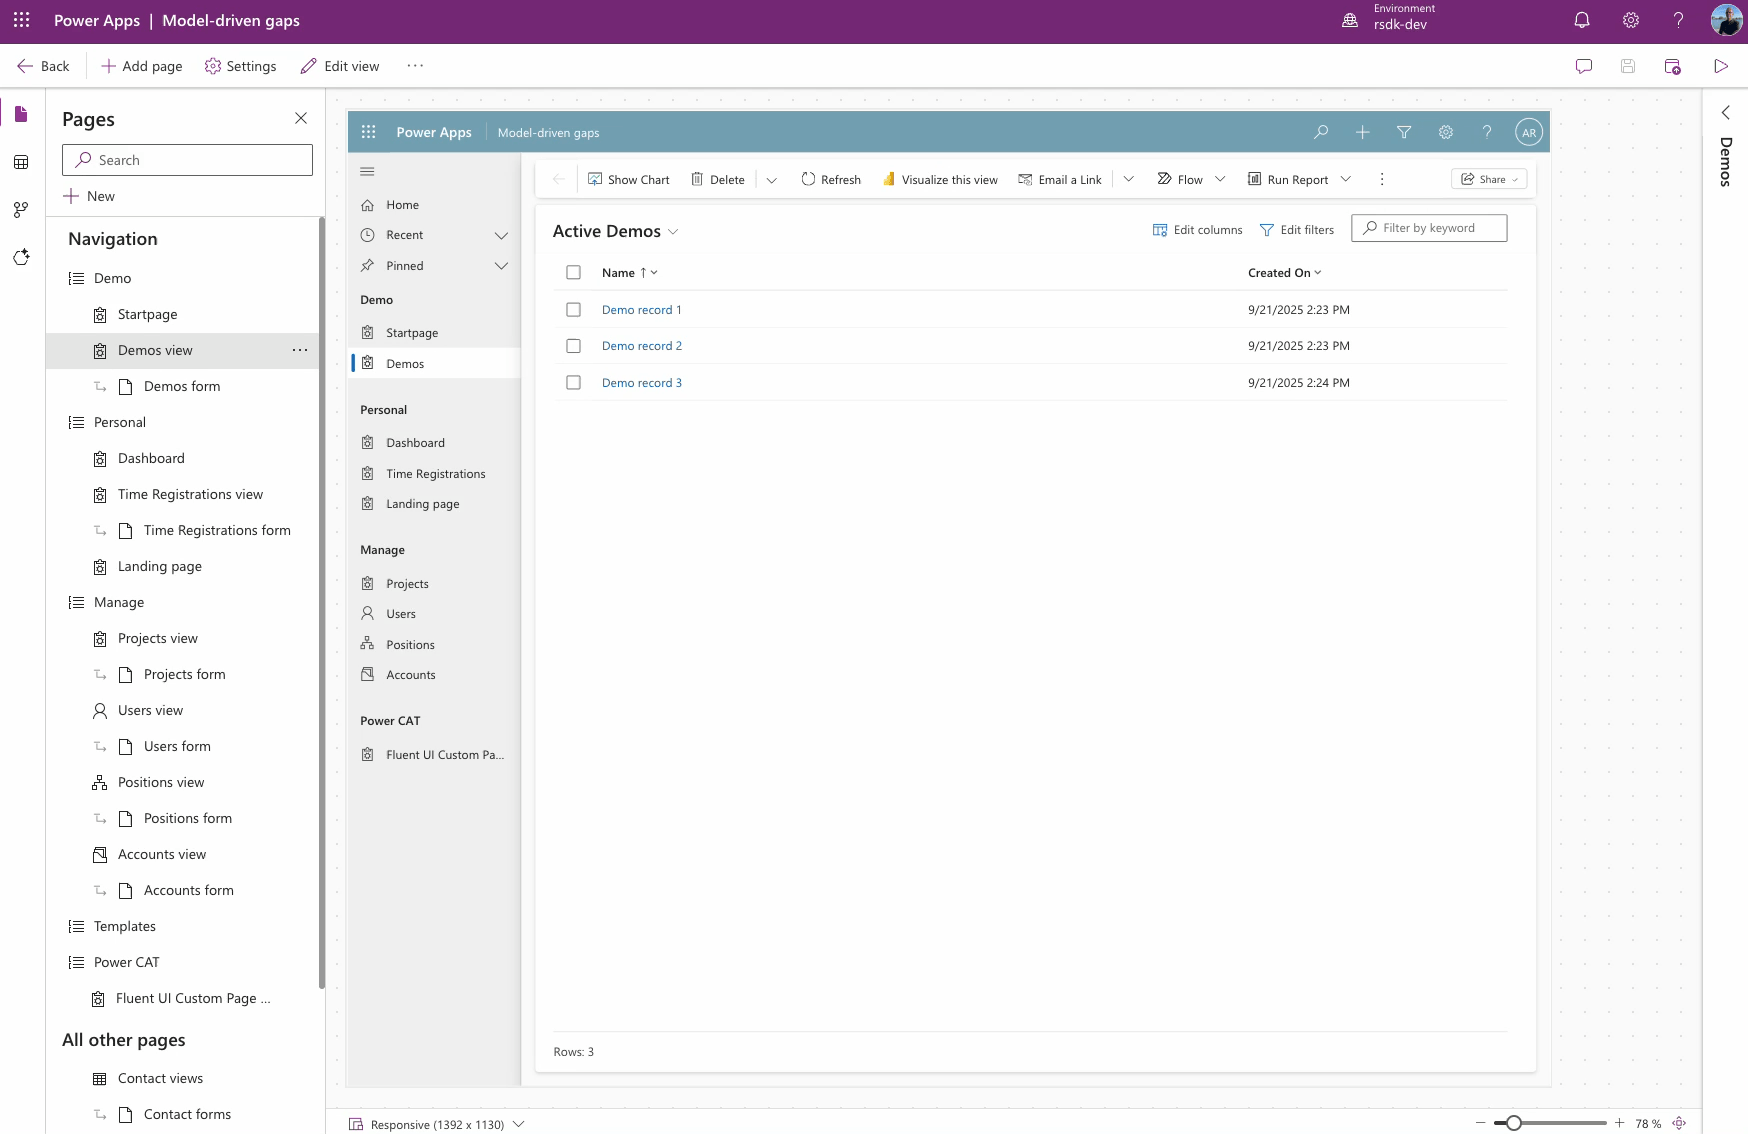 Power Apps | Model-driven gaps
Environment
rsdk-dev
Back
Add page
Settings
Edit view
Pages
Search
New
Navigation
Demo
Startpage
Demos view
Demos form
Personal
Dashboard
Time Registrations view
Time Registrations form
Landing page
Manage
Projects view
Projects form
Users view
Users form
Positions view
Positions form
Accounts view
Accounts form
Templates
Power CAT
Fluent UI Custom Page ...
All other pages
Contact views
Contact forms
Power Apps
Model-driven gaps
AR
Home
Recent
Pinned
Demo
Startpage
Demos
Personal
Dashboard
Time Registrations
Landing page
Manage
Projects
Users
Positions
Accounts
Power CAT
Fluent UI Custom Pa...
Show Chart
Delete
Refresh
Visualize this view
Email a Link
Flow
Run Report
Share
Active Demos
Edit columns
Edit filters
Filter by keyword
Name Created On
Demo record 1 9/21/2025 2:23 PM
Demo record 2 9/21/2025 2:23 PM
Demo record 3 9/21/2025 2:24 PM
Rows: 3
Responsive (1392 x 1130)
78 %
Demos